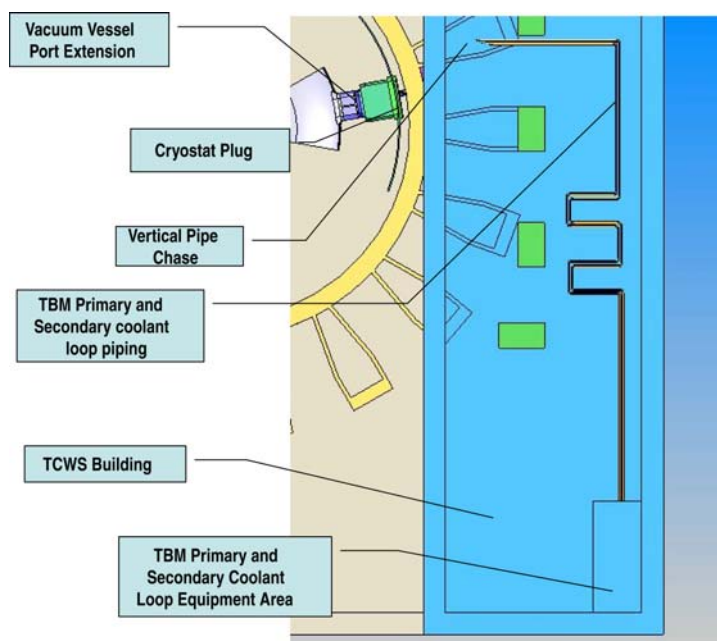 Vacuum Vessel
Port Extension
Cryostat Plug
Vertical Pipe
Chase
TBM Primary and
Secondary coolant
loop piping
TCWS Building
TBM Primary and
Secondary Coolant
Loop Equipment Area